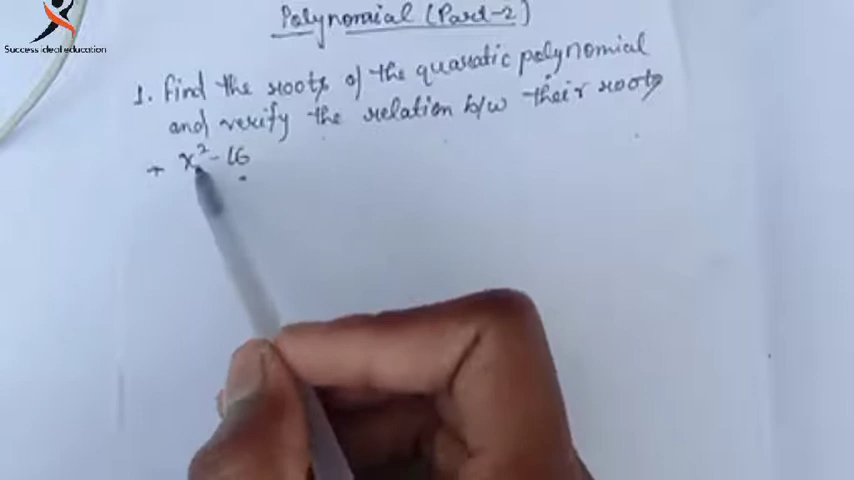 Success ideal education
Polynomial (Part-2)
1. Find the roots of the quadratic polynomial
and verify the relation b/w their roots
→ x² - 16